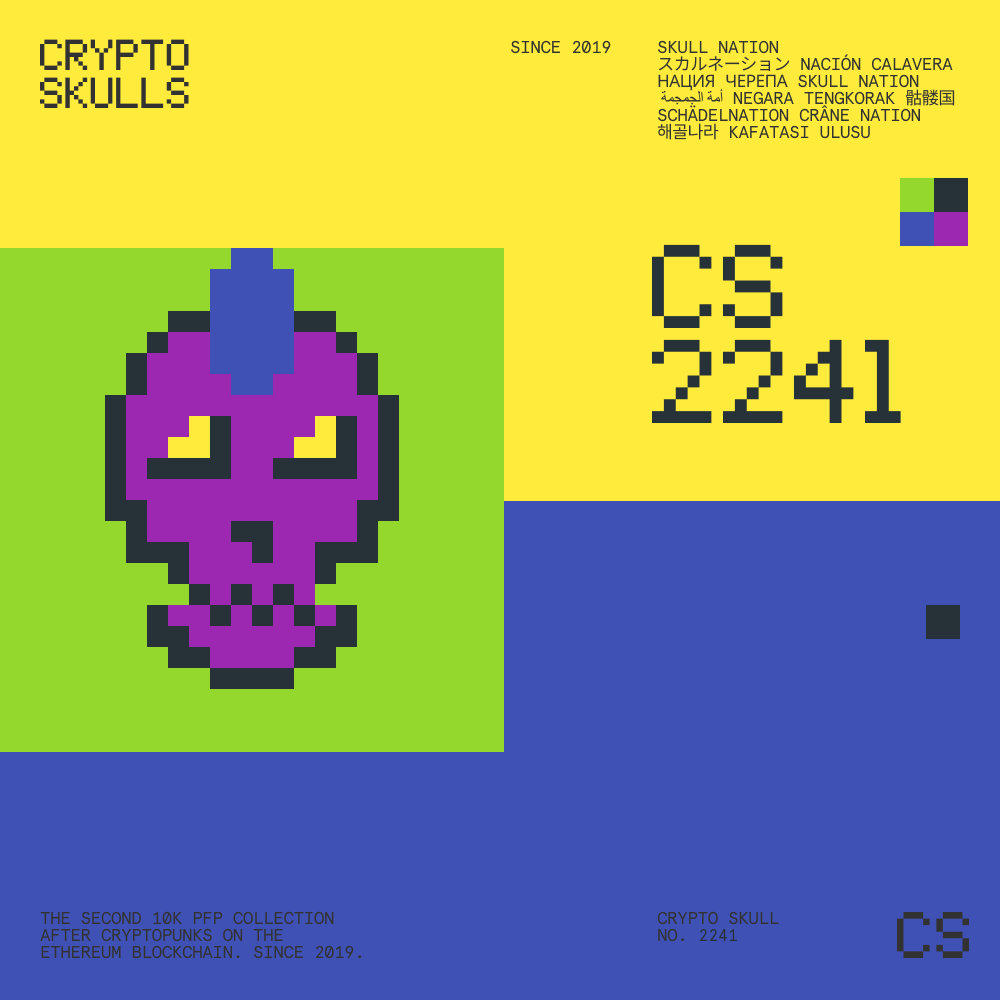 CRYPTO
SKULLS
SINCE 2019
SKULL NATION
スカルネーション NACIÓN CALAVERA
НАЦИЯ ЧЕРЕПА SKULL NATION
أمة الجمجمة NEGARA TENGKORAK 骷髅国
SCHÄDELNATION CRÂNE NATION
해골나라 KAFATASI ULUSU
CS
2241
THE SECOND 10K PFP COLLECTION
AFTER CRYPTOPUNKS ON THE
ETHEREUM BLOCKCHAIN. SINCE 2019.
CRYPTO SKULL
NO. 2241
CS